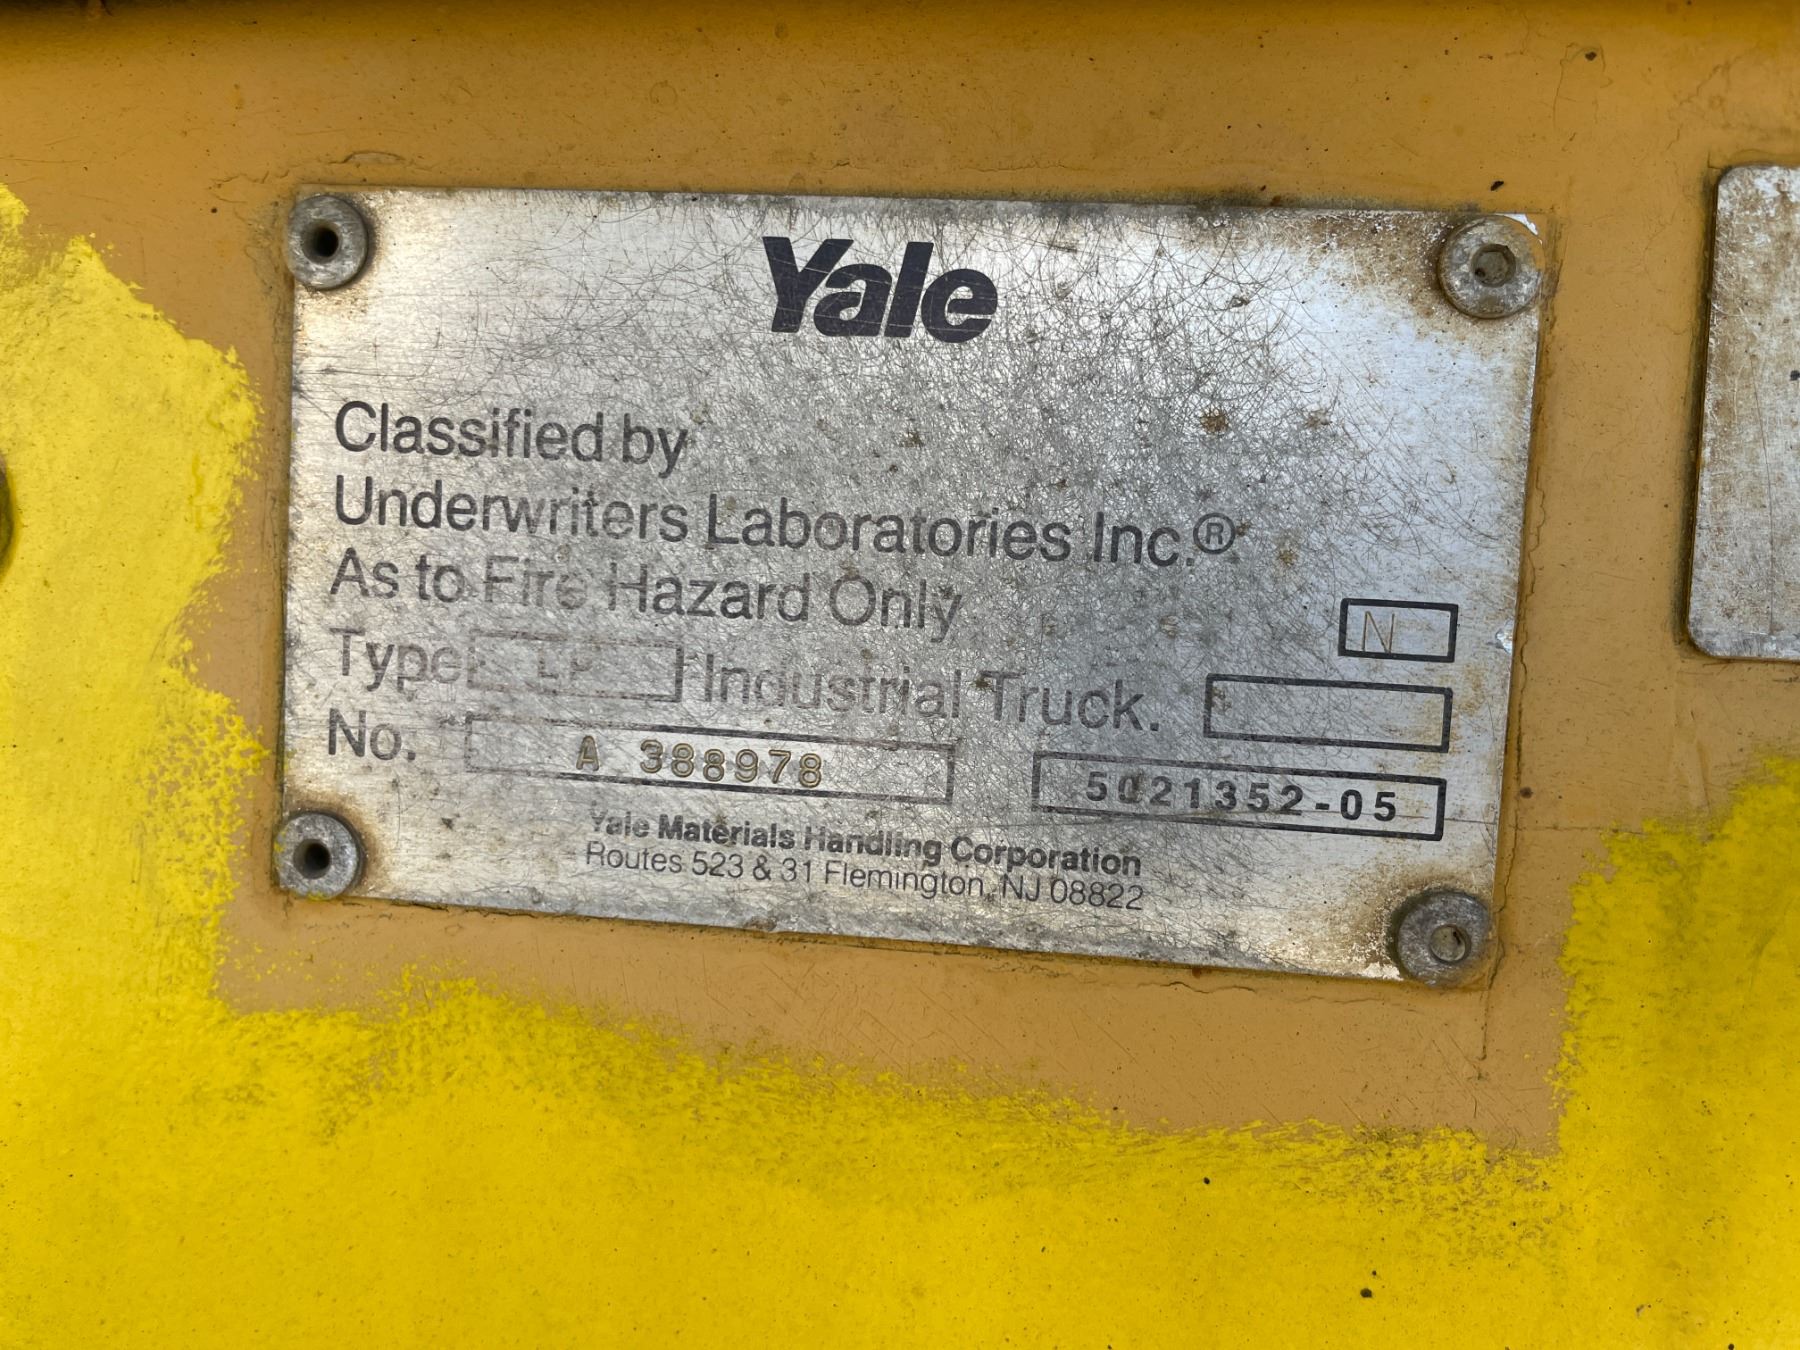 Yale
Classified by
Underwriters Laboratories Inc.®
As to Fire Hazard Only
N
Type LP Industrial Truck.
No. A 388978
5021352-05
Yale Materials Handling Corporation
Routes 523 & 31 Flemington, NJ 08822